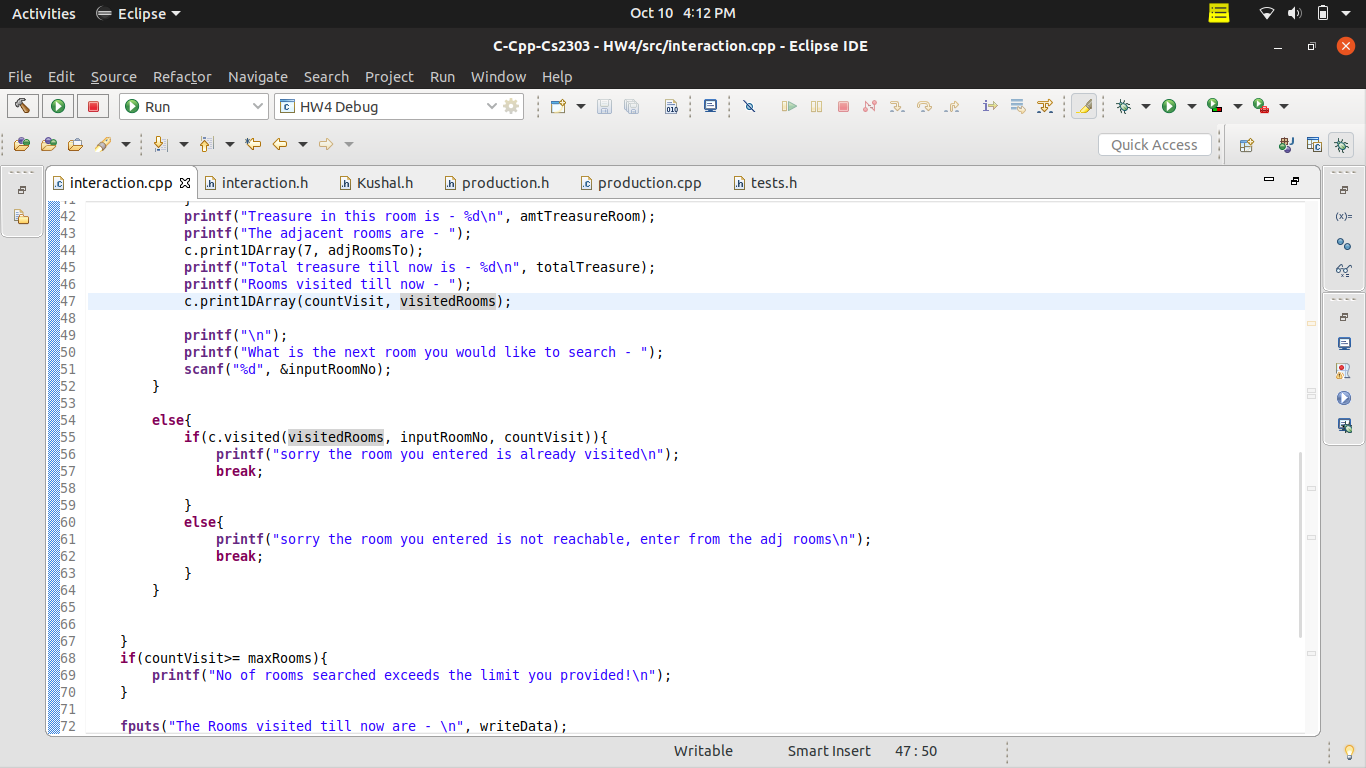 Activities Eclipse Oct 10 4:12 PM
C-Cpp-Cs2303 - HW4/src/interaction.cpp - Eclipse IDE
File Edit Source Refactor Navigate Search Project Run Window Help
Run HW4 Debug
Quick Access
interaction.cpp interaction.h Kushal.h production.h production.cpp tests.h
41 }
42 printf("Treasure in this room is - %d\n", amtTreasureRoom);
43 printf("The adjacent rooms are - ");
44 c.print1DArray(7, adjRoomsTo);
45 printf("Total treasure till now is - %d\n", totalTreasure);
46 printf("Rooms visited till now - ");
47 c.print1DArray(countVisit, visitedRooms);
48
49 printf("\n");
50 printf("What is the next room you would like to search - ");
51 scanf("%d", &inputRoomNo);
52 }
53
54 else{
55 if(c.visited(visitedRooms, inputRoomNo, countVisit)){
56 printf("sorry the room you entered is already visited\n");
57 break;
58
59 }
60 else{
61 printf("sorry the room you entered is not reachable, enter from the adj rooms\n");
62 break;
63 }
64 }
65
66
67 }
68 if(countVisit>= maxRooms){
69 printf("No of rooms searched exceeds the limit you provided!\n");
70 }
71
72 fputs("The Rooms visited till now are - \n", writeData);
Writable Smart Insert 47 : 50